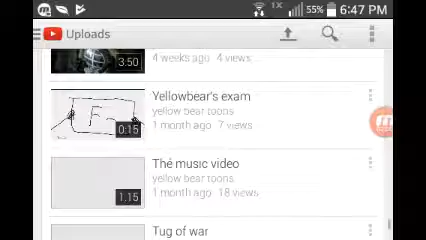 1X 55% 6:47 PM
Uploads
3:50
4 weeks ago 4 views
Yellowbear's exam
yellow bear toons
1 month ago 7 views
F-
0:15
The music video
yellow bear toons
1 month ago 18 views
1:15
Tug of war